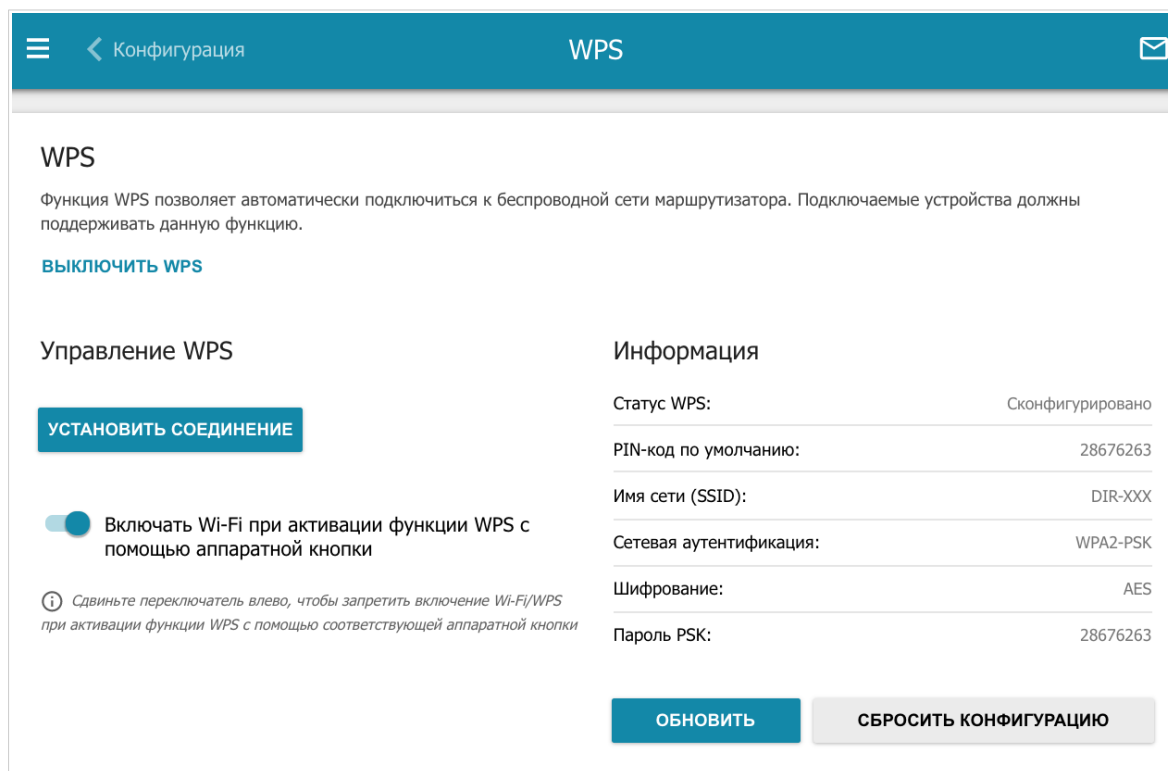 Конфигурация
WPS
WPS
Функция WPS позволяет автоматически подключиться к беспроводной сети маршрутизатора. Подключаемые устройства должны
поддерживать данную функцию.
ВЫКЛЮЧИТЬ WPS
Управление WPS
УСТАНОВИТЬ СОЕДИНЕНИЕ
Включать Wi-Fi при активации функции WPS с
помощью аппаратной кнопки
Сдвиньте переключатель влево, чтобы запретить включение Wi-Fi/WPS
при активации функции WPS с помощью соответствующей аппаратной кнопки
Информация
Статус WPS: Сконфигурировано
PIN-код по умолчанию: 28676263
Имя сети (SSID): DIR-XXX
Сетевая аутентификация: WPA2-PSK
Шифрование: AES
Пароль PSK: 28676263
ОБНОВИТЬ СБРОСИТЬ КОНФИГУРАЦИЮ